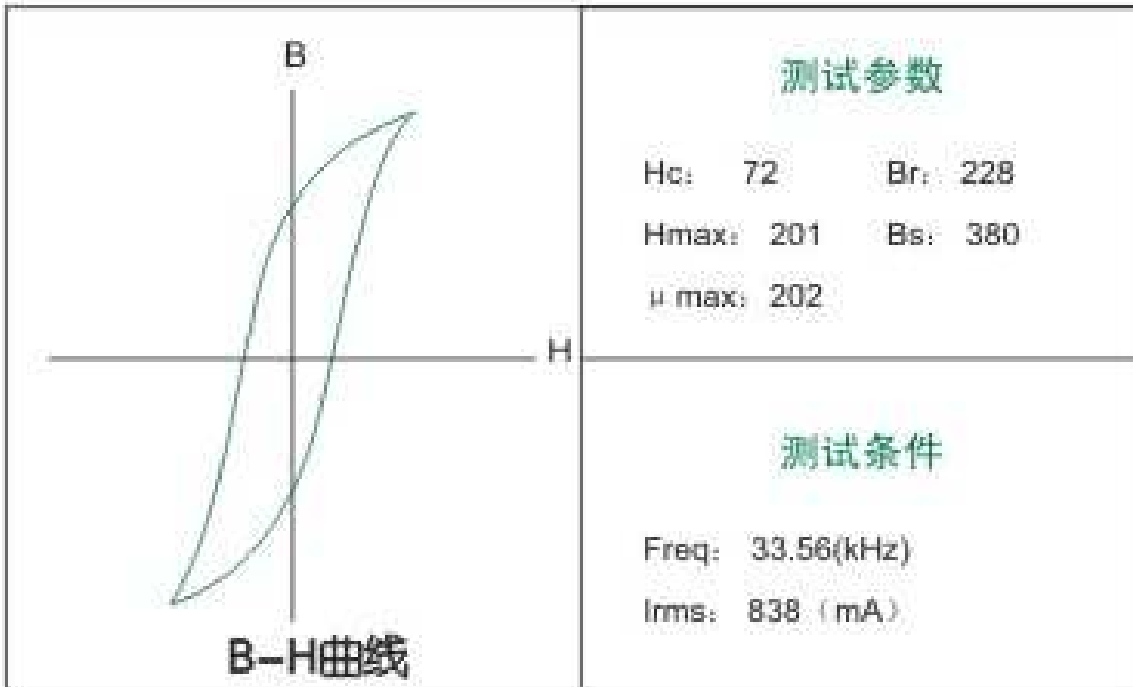 B
H
B-H曲线
测试参数
Hc: 72 Br: 228
Hmax: 201 Bs: 380
μ max: 202
测试条件
Freq: 33.56(kHz)
Irms: 838（mA）